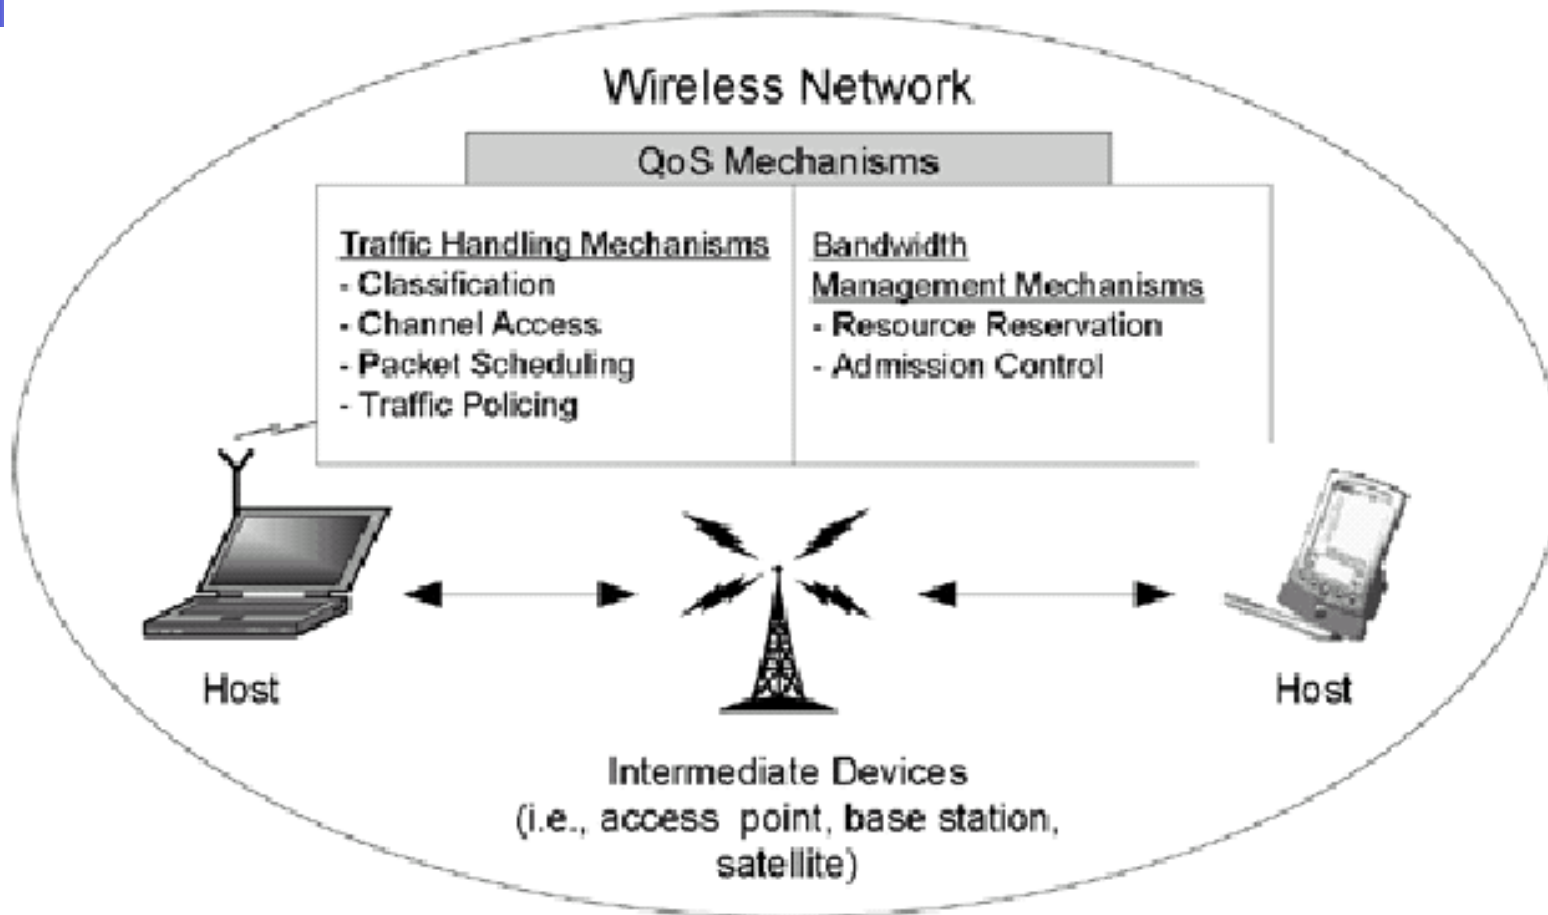 Wireless Network
QoS Mechanisms
Traffic Handling Mechanisms
- Classification
- Channel Access
- Packet Scheduling
- Traffic Policing
Bandwidth
Management Mechanisms
- Resource Reservation
- Admission Control
Host
Host
Intermediate Devices
(i.e., access point, base station,
satellite)